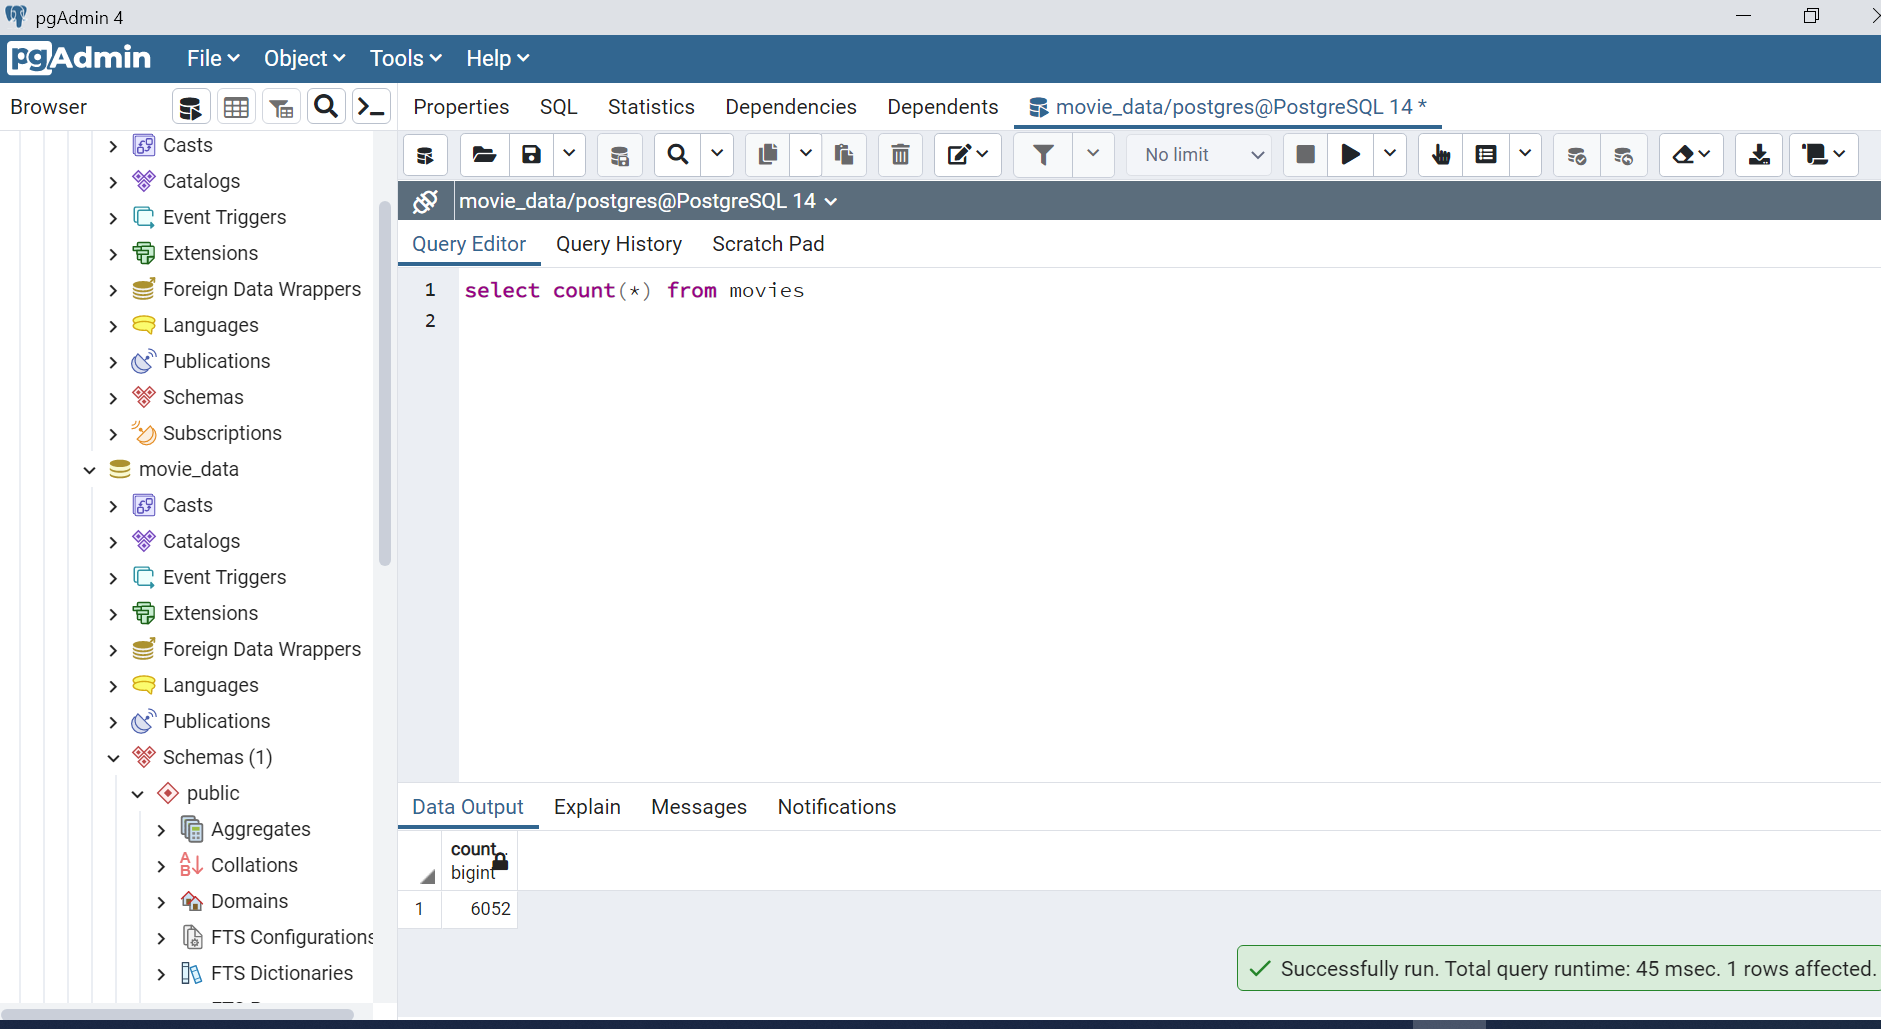 pgAdmin 4
pgAdmin File Object Tools Help
Browser
Properties SQL Statistics Dependencies Dependents movie_data/postgres@PostgreSQL 14 *
No limit
movie_data/postgres@PostgreSQL 14
Query Editor Query History Scratch Pad
1 select count(*) from movies
2
Casts
Catalogs
Event Triggers
Extensions
Foreign Data Wrappers
Languages
Publications
Schemas
Subscriptions
movie_data
Casts
Catalogs
Event Triggers
Extensions
Foreign Data Wrappers
Languages
Publications
Schemas (1)
public
Aggregates
Collations
Domains
FTS Configurations
FTS Dictionaries
Data Output Explain Messages Notifications
count
bigint
1 6052
Successfully run. Total query runtime: 45 msec. 1 rows affected.